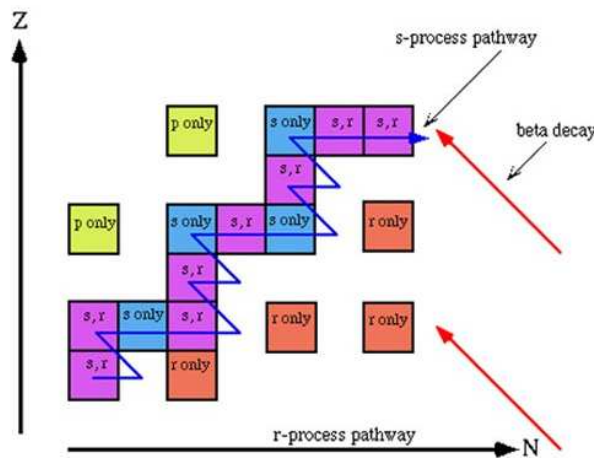 Z
s-process pathway
p only
s only
s, r
s, r
beta decay
s, r
p only
s only
s, r
s only
r only
s, r
s, r
s only
s, r
r only
r only
s, r
r only
r-process pathway
N